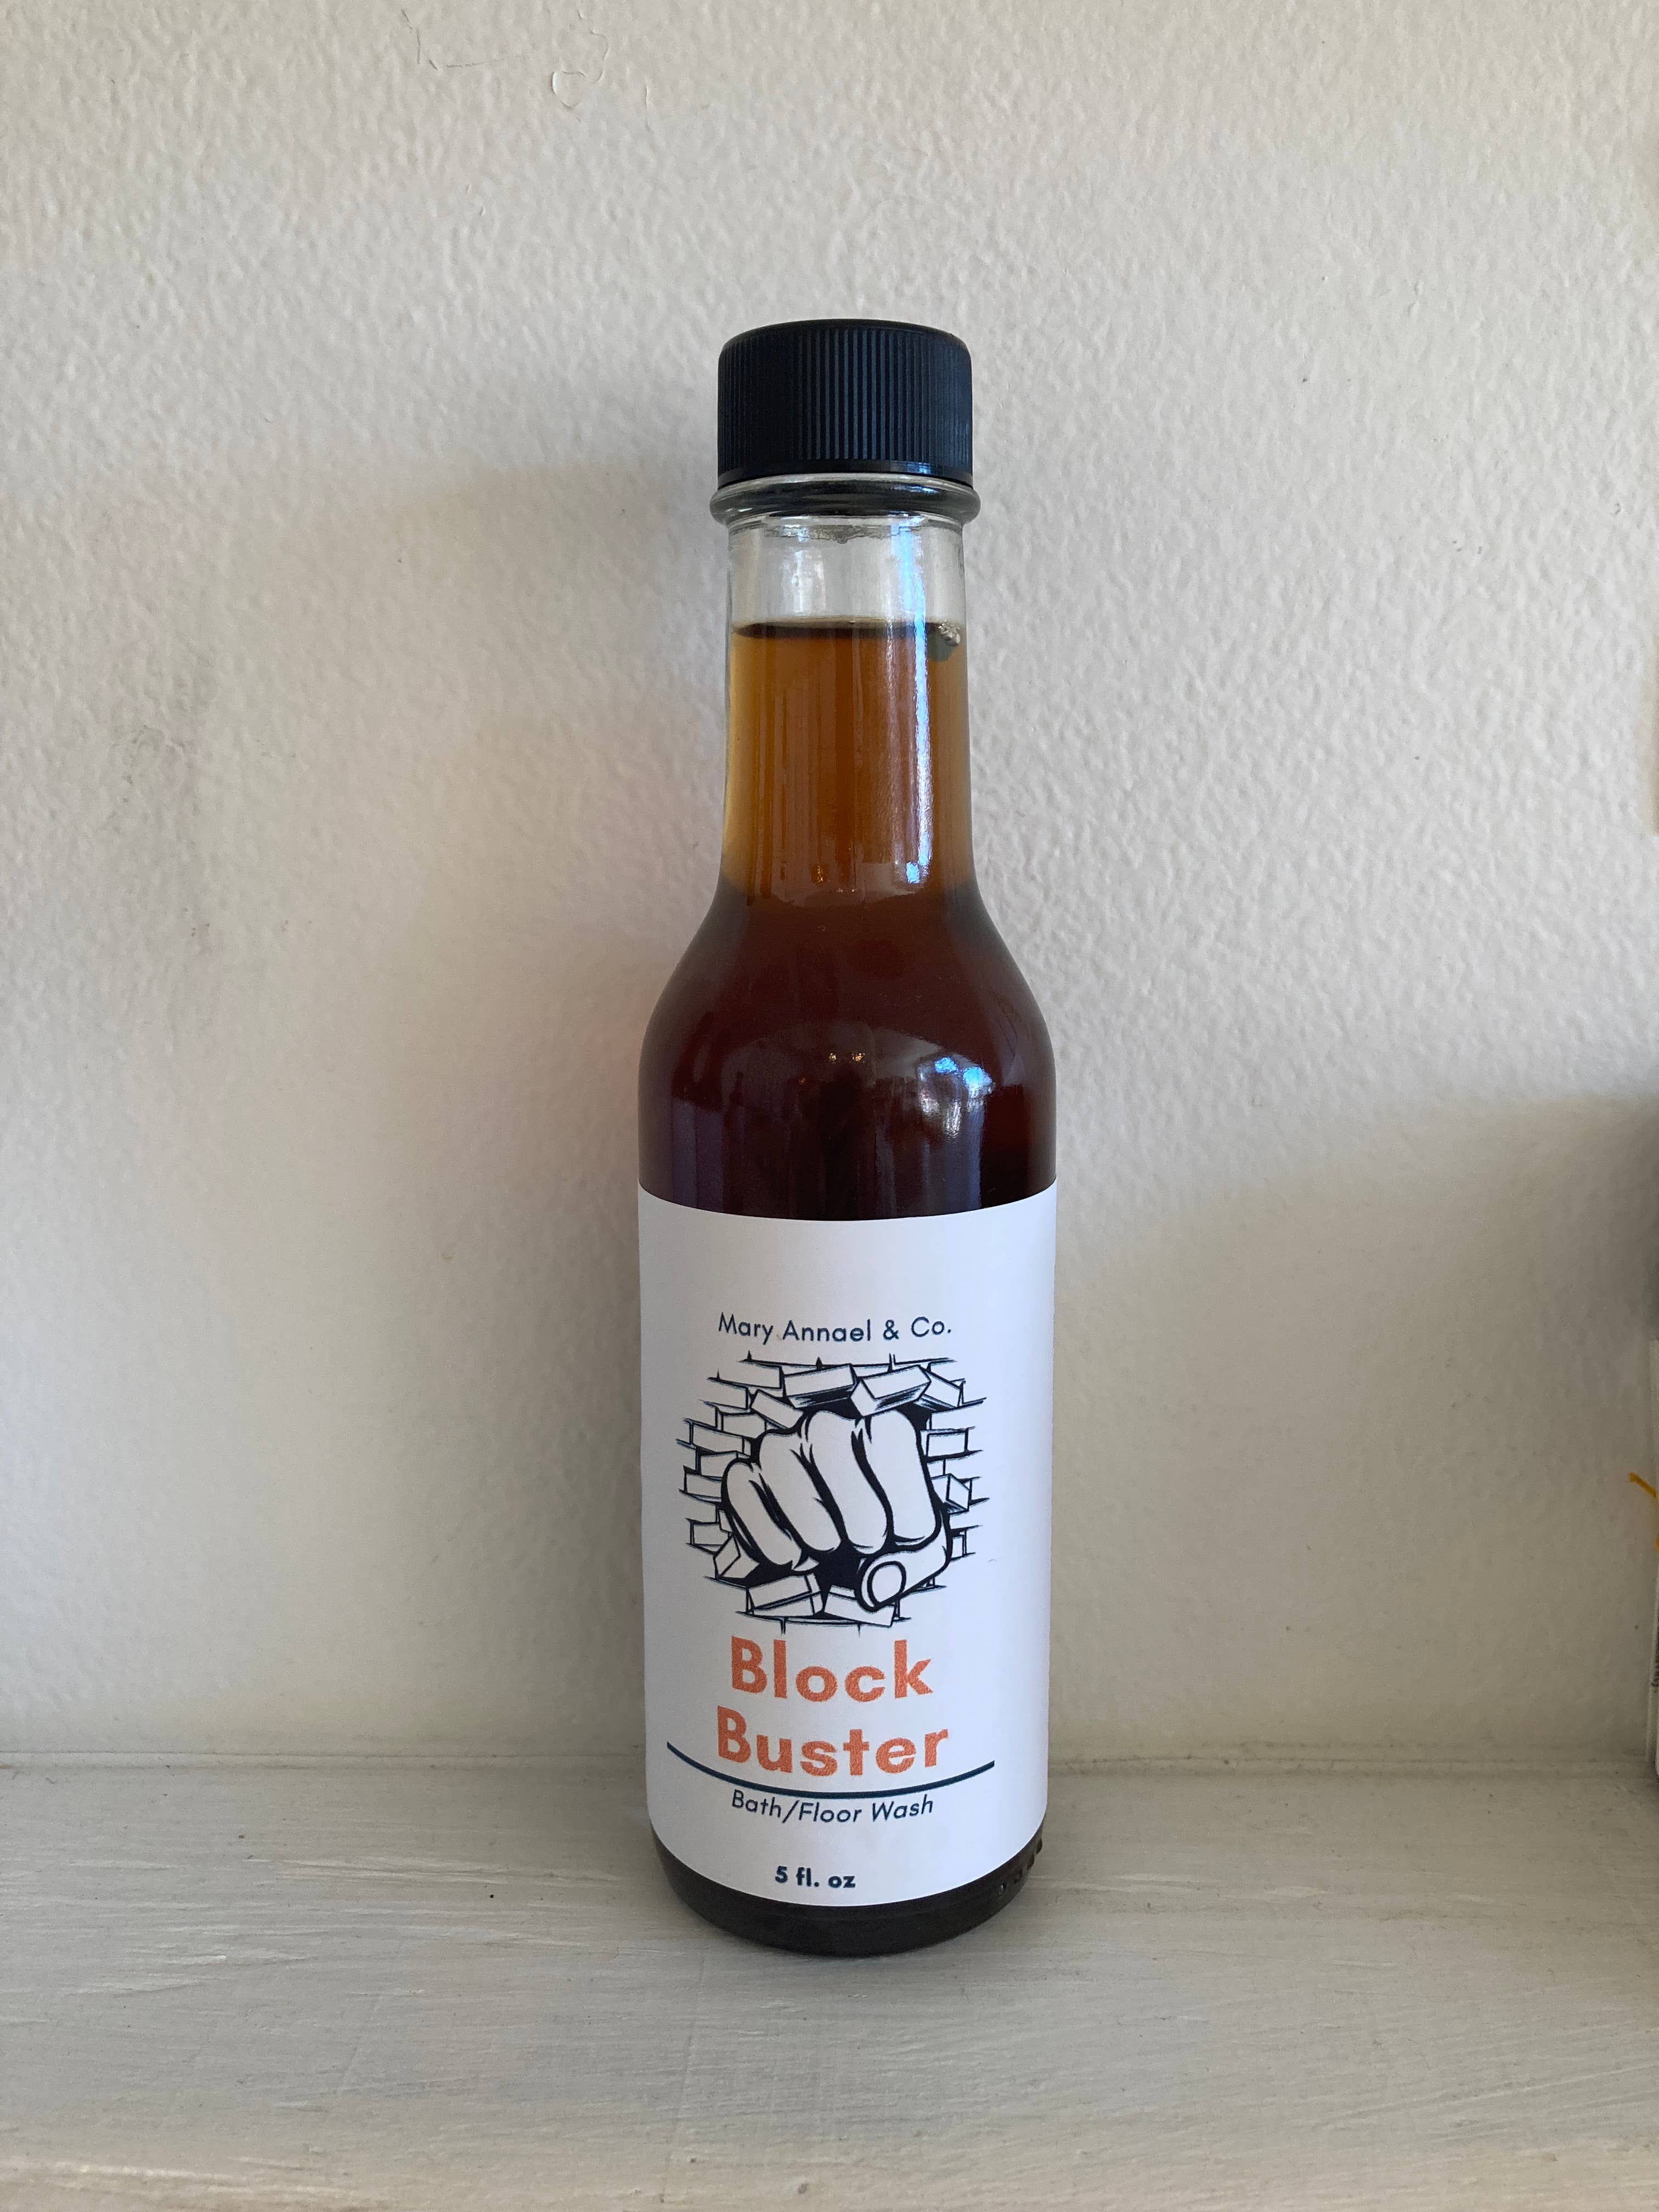 Mary Annael & Co.
Block
Buster
Bath/Floor Wash
5 fl. oz